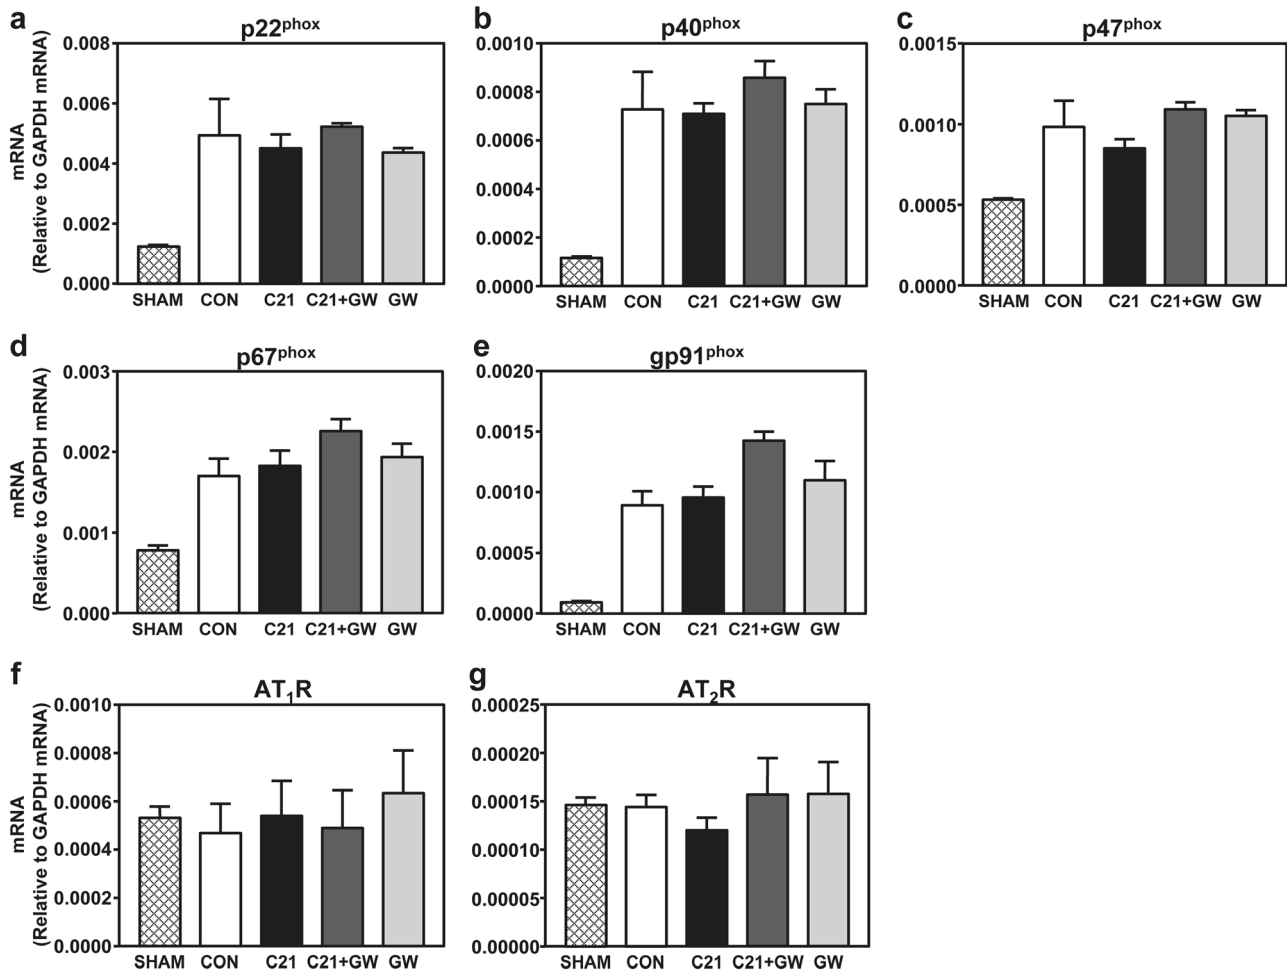 a
p22phox
mRNA
(Relative to GAPDH mRNA)
0.008
0.006
0.004
0.002
0.000
SHAM CON C21 C21+GW GW
b
p40phox
0.0010
0.0008
0.0006
0.0004
0.0002
0.0000
SHAM CON C21 C21+GW GW
c
p47phox
0.0015
0.0010
0.0005
0.0000
SHAM CON C21 C21+GW GW
d
p67phox
mRNA
(Relative to GAPDH mRNA)
0.003
0.002
0.001
0.000
SHAM CON C21 C21+GW GW
e
gp91phox
0.0020
0.0015
0.0010
0.0005
0.0000
SHAM CON C21 C21+GW GW
f
AT1R
mRNA
(Relative to GAPDH mRNA)
0.0010
0.0008
0.0006
0.0004
0.0002
0.0000
SHAM CON C21 C21+GW GW
g
AT2R
0.00025
0.00020
0.00015
0.00010
0.00005
0.00000
SHAM CON C21 C21+GW GW